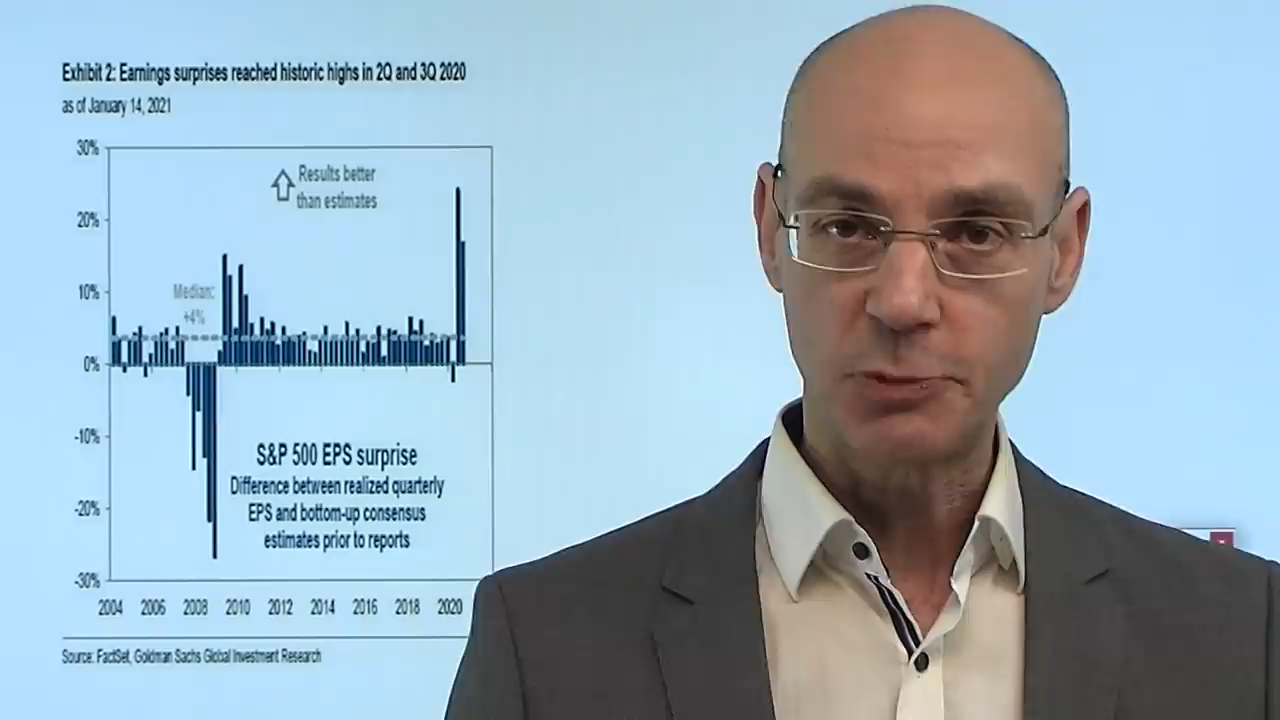 Exhibit 2: Earnings surprises reached historic highs in 2Q and 3Q 2020
as of January 14, 2021
30%
20%
10%
0%
-10%
-20%
-30%
Results better
than estimates
Median:
+4%
S&P 500 EPS surprise
Difference between realized quarterly
EPS and bottom-up consensus
estimates prior to reports
2004 2006 2008 2010 2012 2014 2016 2018 2020
Source: FactSet, Goldman Sachs Global Investment Research